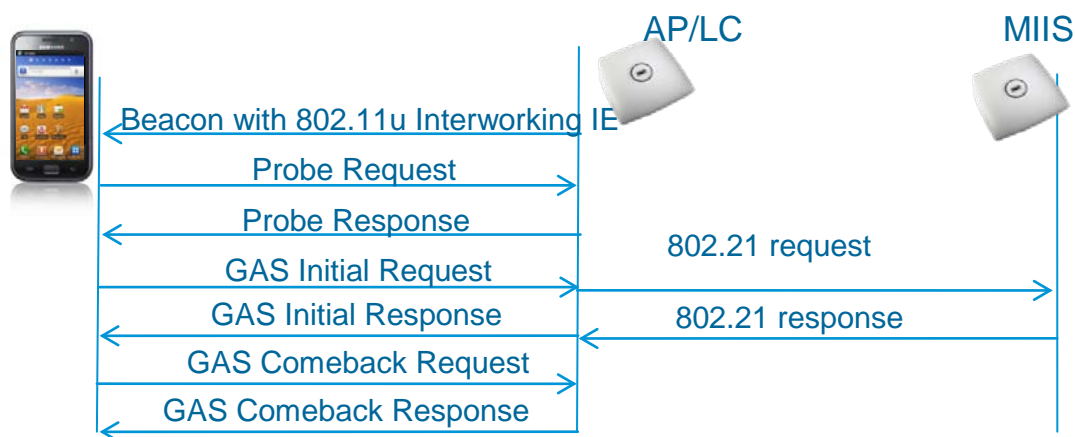 AP/LC
MIIS
Beacon with 802.11u Interworking IE
Probe Request
Probe Response
802.21 request
GAS Initial Request
GAS Initial Response
802.21 response
GAS Comeback Request
GAS Comeback Response